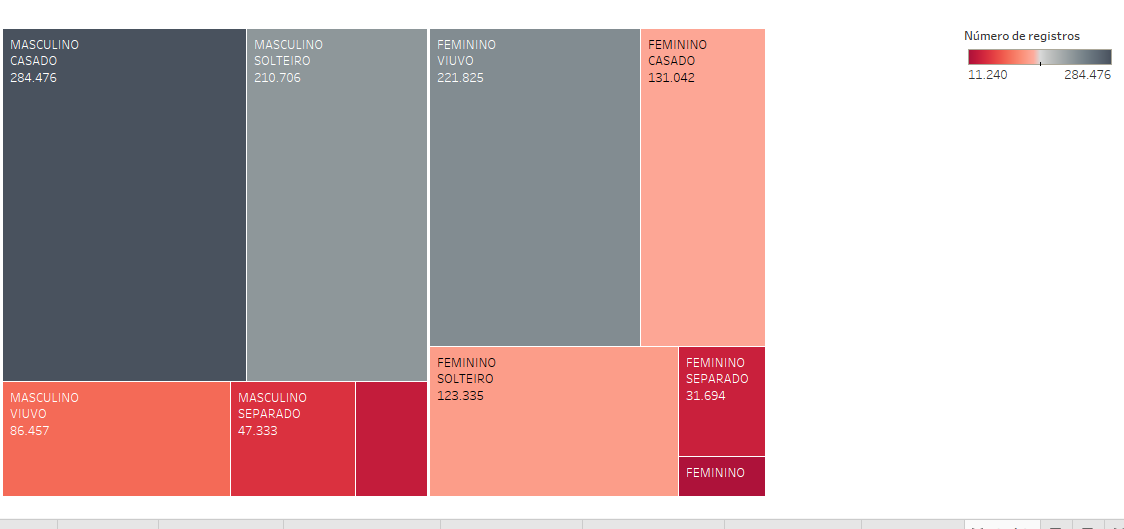 MASCULINO
CASADO
284.476
MASCULINO
SOLTEIRO
210.706
FEMININO
VIUVO
221.825
FEMININO
CASADO
131.042
Número de registros
11.240
284.476
MASCULINO
VIUVO
86.457
MASCULINO
SEPARADO
47.333
FEMININO
SOLTEIRO
123.335
FEMININO
SEPARADO
31.694
FEMININO